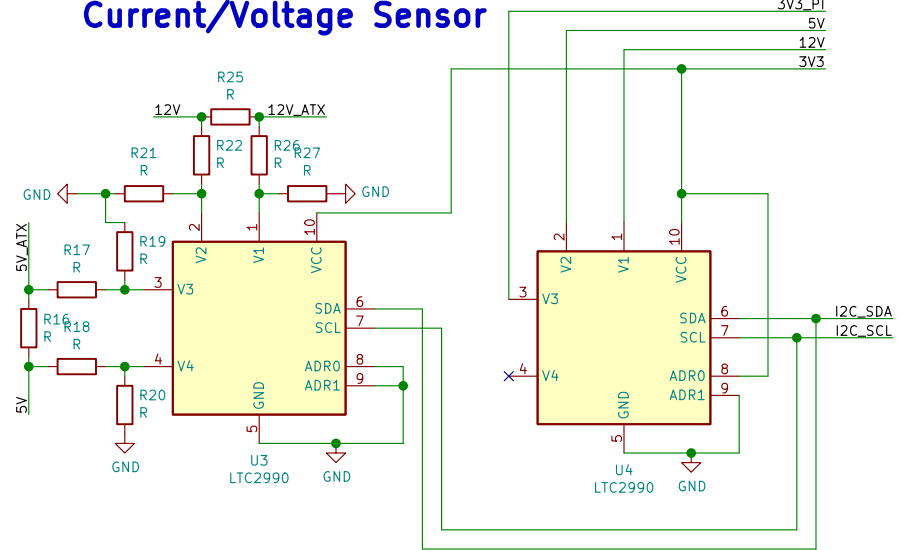 Current/Voltage Sensor
3V3_PI
5V
12V
3V3
R25
R
12V
12V_ATX
R22
R
R26
R
R21
R
R27
R
GND
GND
2
1
10
V2
V1
VCC
5V_ATX
R17
R
R19
R
3
V3
R16
R
R18
R
4
V4
5V
R20
R
GND
SDA
6
SCL
7
ADR0
8
ADR1
9
GND
5
GND
U3
LTC2990
2
1
10
V2
V1
VCC
3
V3
4
V4
SDA
6
I2C_SDA
SCL
7
I2C_SCL
ADR0
8
ADR1
9
GND
5
GND
U4
LTC2990